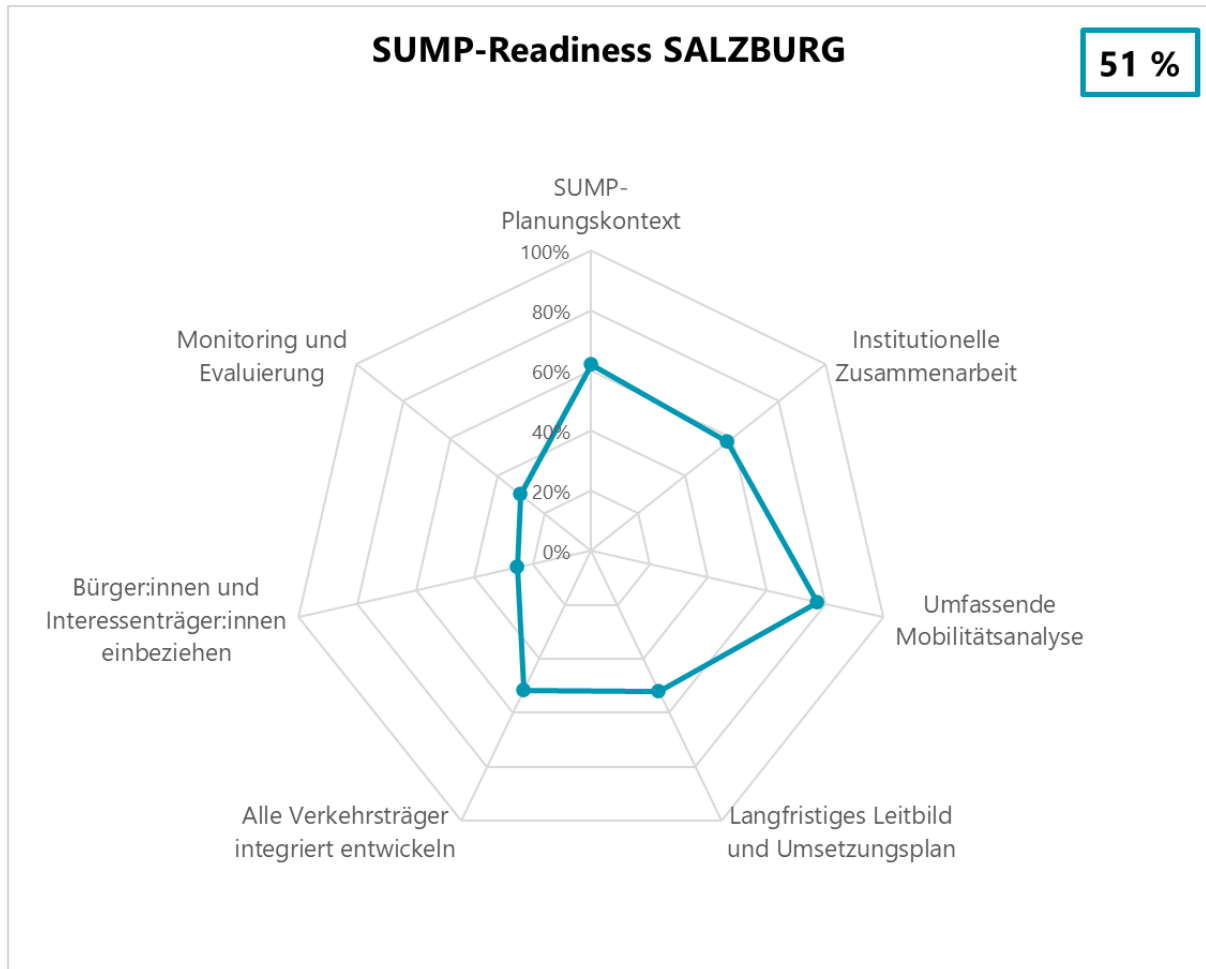 SUMP-Readiness SALZBURG
51 %
SUMP-
Planungskontext
100%
80%
60%
40%
20%
0%
Institutionelle
Zusammenarbeit
Umfassende
Mobilitätsanalyse
Langfristiges Leitbild
und Umsetzungsplan
Alle Verkehrsträger
integriert entwickeln
Bürger:innen und
Interessenträger:innen
einbeziehen
Monitoring und
Evaluierung